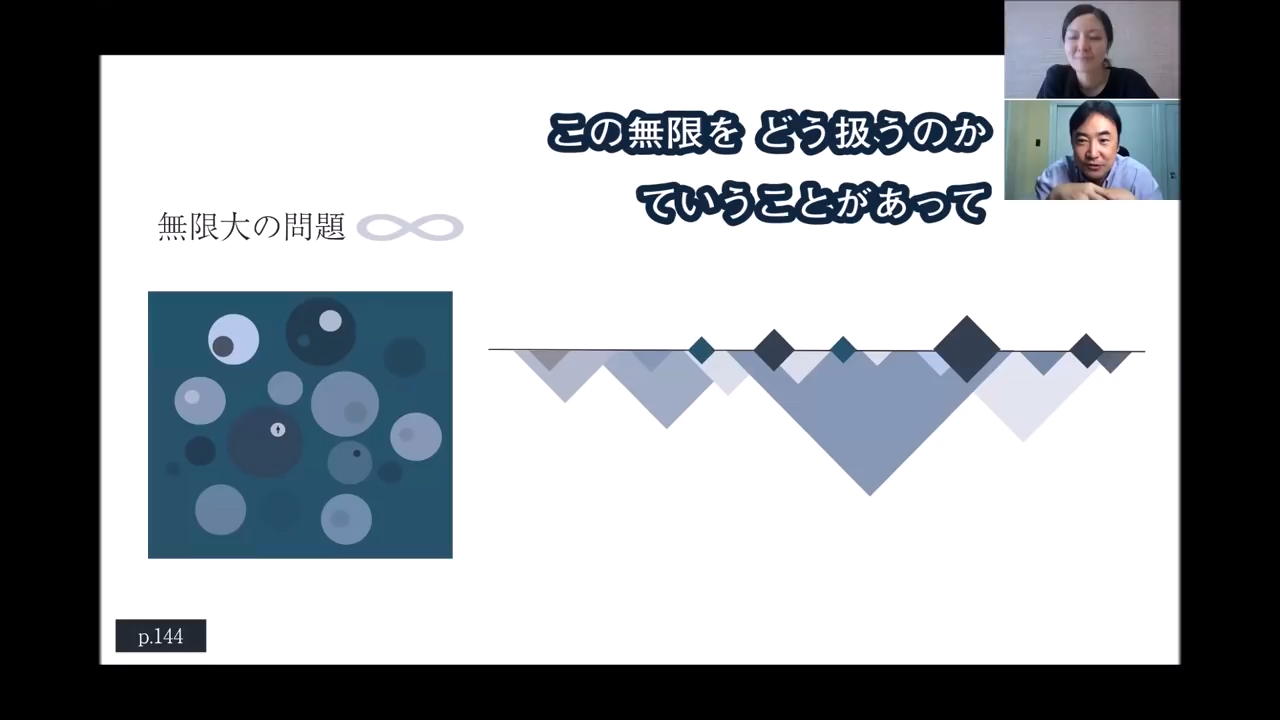 この無限を どう扱うのか
ていうことがあって
無限大の問題 ∞
p.144